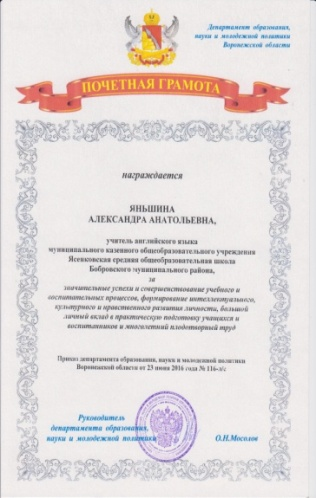 Департамент образования,
науки и молодежной политики
Воронежской области
ПОЧЕТНАЯ ГРАМОТА
награждается
ЯНЬШИНА
АЛЕКСАНДРА АНАТОЛЬЕВНА,
учитель английского языка
муниципального казенного общеобразовательного учреждения
Ясенковская средняя общеобразовательная школа
Бобровского муниципального района,
за
значительные успехи в совершенствование учебного и
воспитательных процессов, формирование интеллектуального,
культурного и нравственного развития личности, большой
личный вклад в практическую подготовку учащихся и
воспитанников и многолетний плодотворный труд
Приказ департамента образования, науки и молодежной политики
Воронежской области от 23 июня 2016 года № 116-л/с
Руководитель
департамента образования,
науки и молодежной политики
О.Н.Мосолов